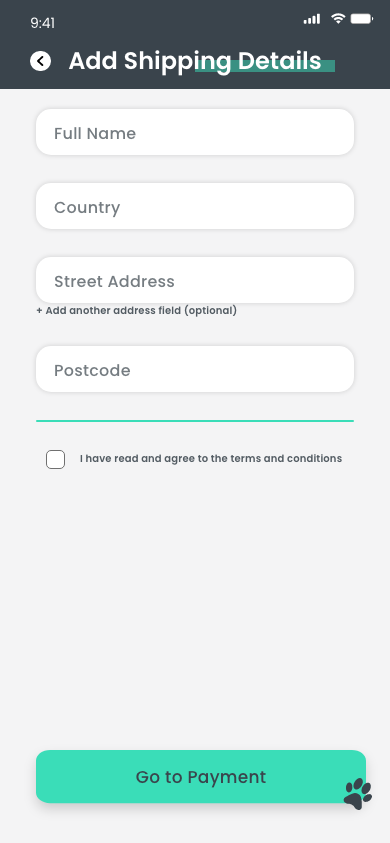 9:41
Add Shipping Details
Full Name
Country
Street Address
+ Add another address field (optional)
Postcode
I have read and agree to the terms and conditions
Go to Payment